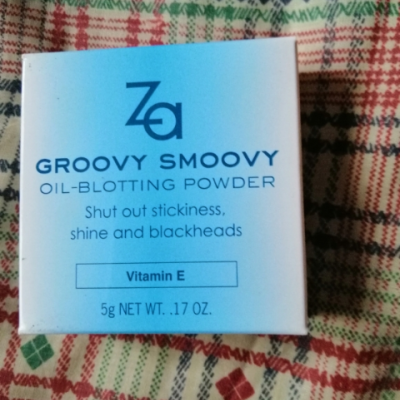 Za
GROOVY SMOOVY
OIL-BLOTTING POWDER
Shut out stickiness,
shine and blackheads
Vitamin E
5g NET WT. .17 OZ.